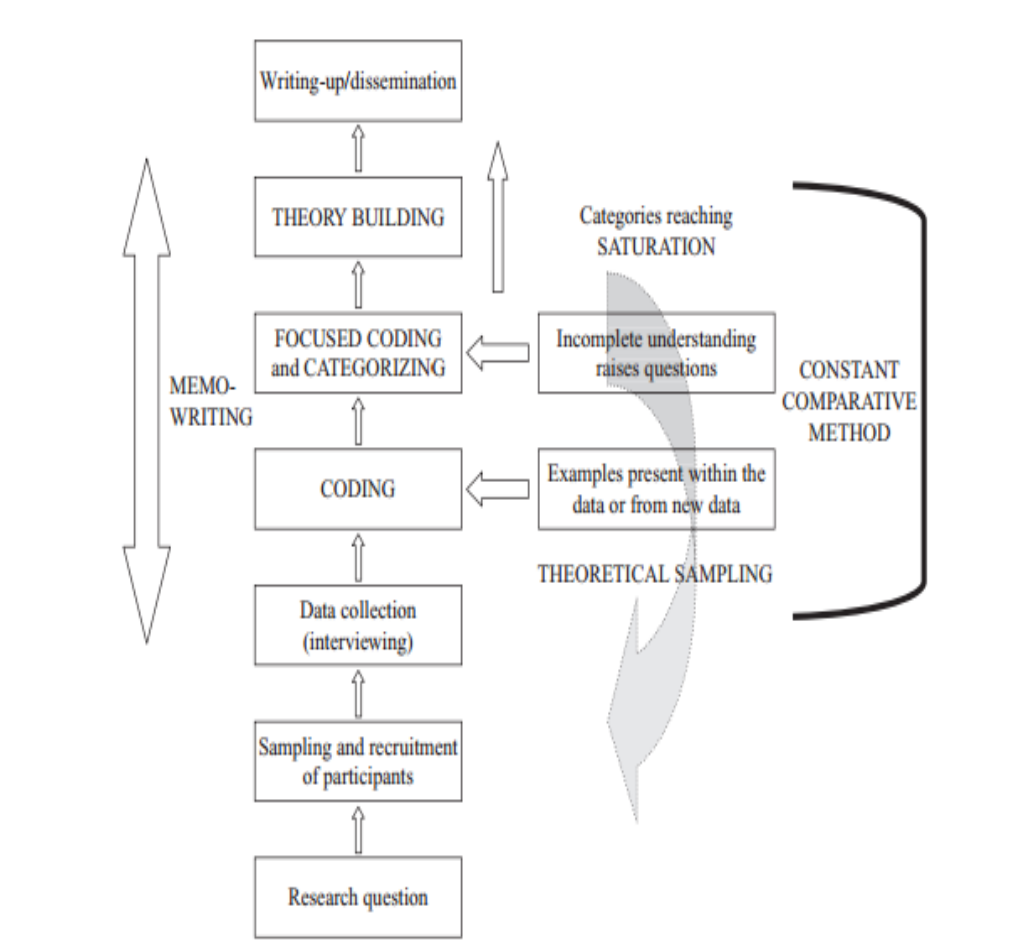 Writing-up/dissemination
THEORY BUILDING
Categories reaching
SATURATION
FOCUSED CODING
and CATEGORIZING
Incomplete understanding
raises questions
CONSTANT
COMPARATIVE
METHOD
MEMO-
WRITING
CODING
Examples present within the
data or from new data
THEORETICAL SAMPLING
Data collection
(interviewing)
Sampling and recruitment
of participants
Research question